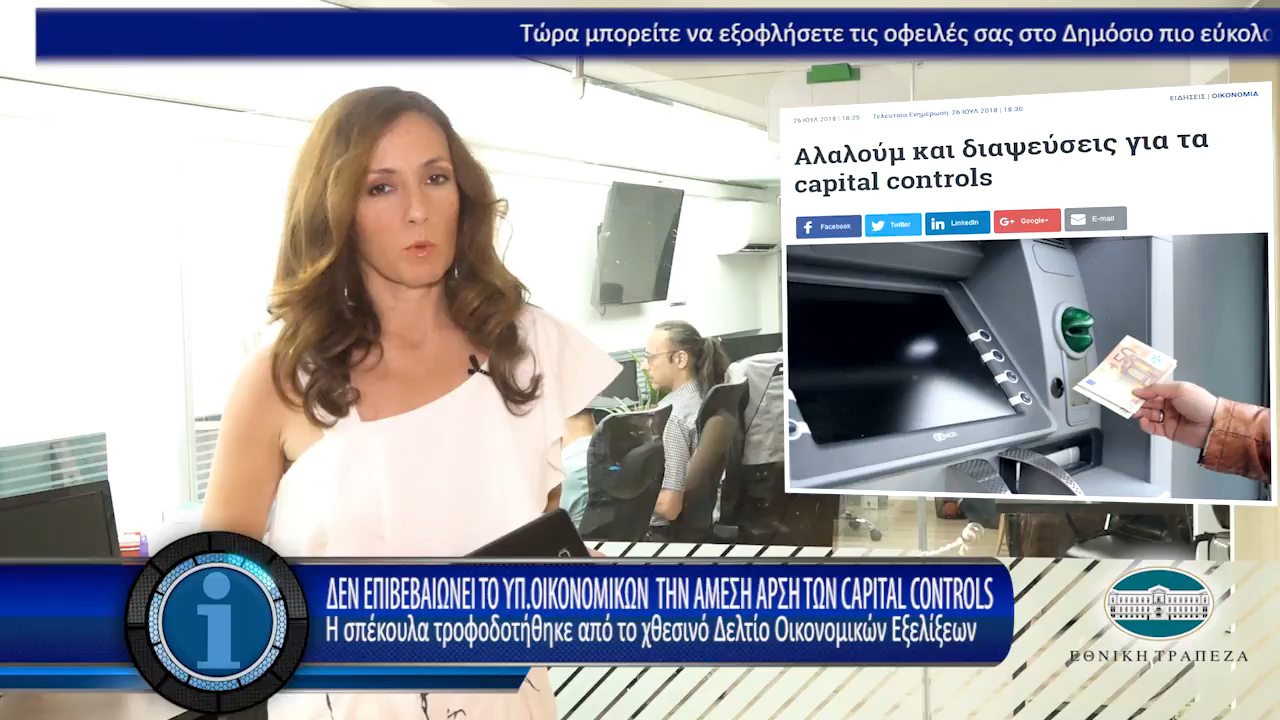 Τώρα μπορείτε να εξοφλήσετε τις οφειλές σας στο Δημόσιο πιο εύκολα
ΕΙΔΗΣΕΙΣ | ΟΙΚΟΝΟΜΙΑ
26 ΙΟΥΛ 2018 | 18:25 Τελευταία Ενημέρωση: 26 ΙΟΥΛ 2018 | 18:30
Αλαλούμ και διαψεύσεις για τα
capital controls
Facebook Twitter LinkedIn Google+ E-mail
NCR
50
ΔΕΝ ΕΠΙΒΕΒΑΙΩΝΕΙ ΤΟ ΥΠ.ΟΙΚΟΝΟΜΙΚΩΝ ΤΗΝ ΑΜΕΣΗ ΑΡΣΗ ΤΩΝ CAPITAL CONTROLS
Η σπέκουλα τροφοδοτήθηκε από το χθεσινό Δελτίο Οικονομικών Εξελίξεων
ΕΘΝΙΚΗ ΤΡΑΠΕΖΑ